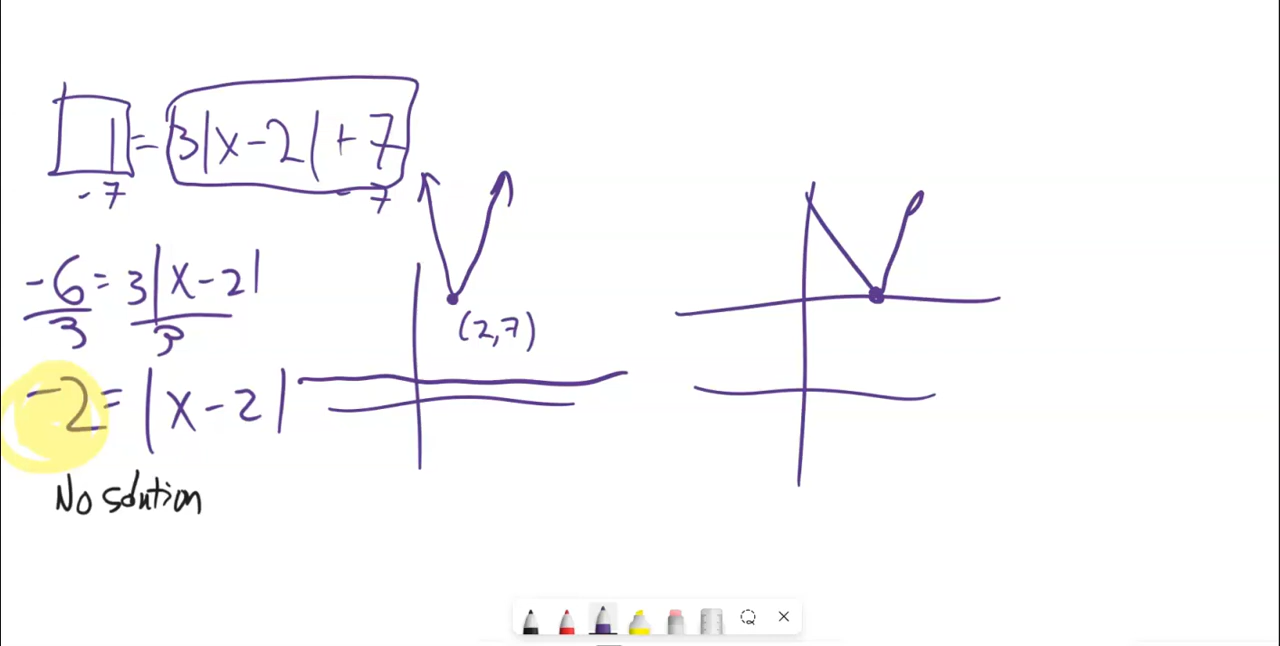 1 = 3|x-2| + 7
-7 -7
-6 = 3|x-2|
3 3
-2 = |x-2|
No solution
(2,7)